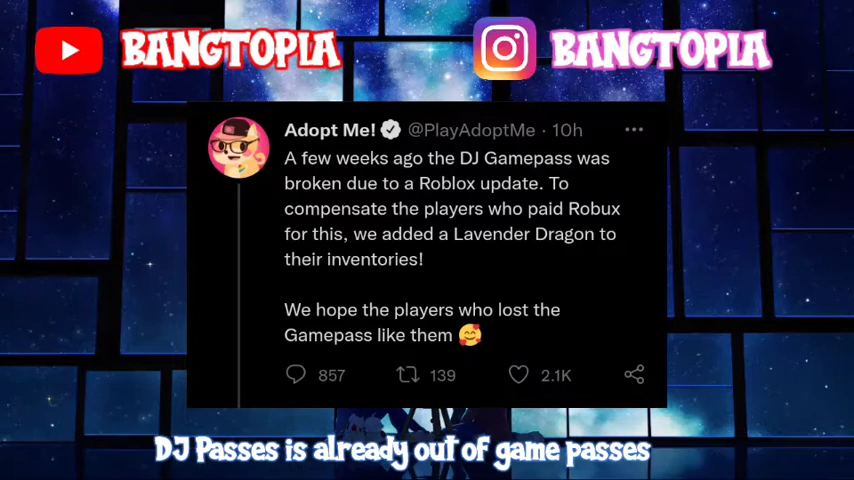 BANGTOPIA
BANGTOPIA
Adopt Me! @PlayAdoptMe · 10h
A few weeks ago the DJ Gamepass was
broken due to a Roblox update. To
compensate the players who paid Robux
for this, we added a Lavender Dragon to
their inventories!
We hope the players who lost the
Gamepass like them 🥰
857 139 2.1K
DJ Passes is already out of game passes